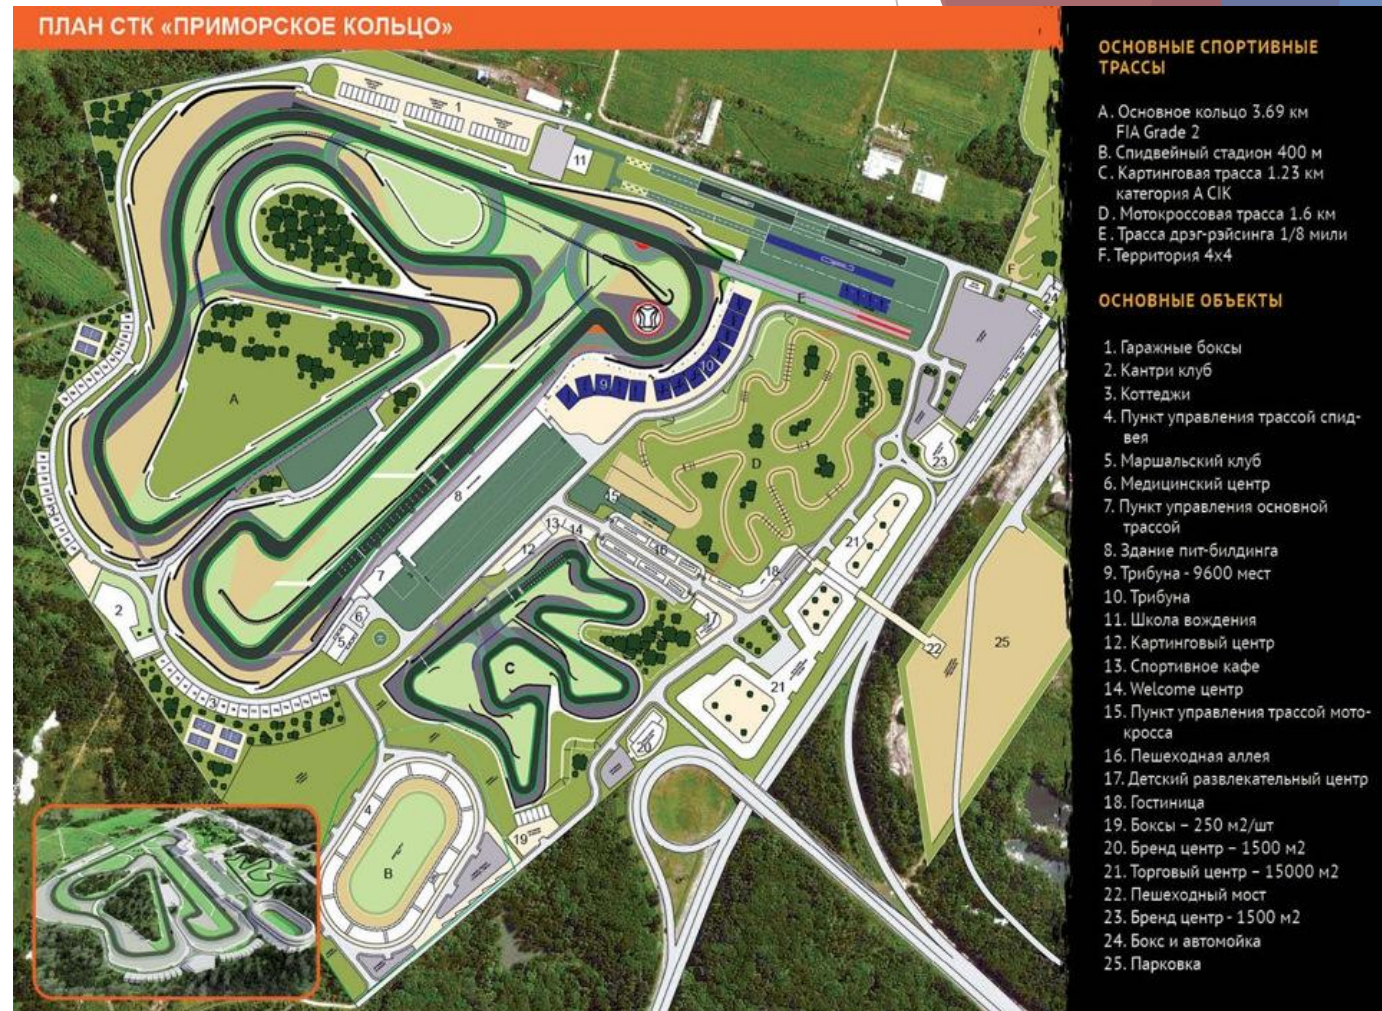 ПЛАН СТК «ПРИМОРСКОЕ КОЛЬЦО»
ОСНОВНЫЕ СПОРТИВНЫЕ
ТРАССЫ
A. Основное кольцо 3.69 км
FIA Grade 2
B. Спидвейный стадион 400 м
C. Картинговая трасса 1.23 км
категория А CIK
D. Мотокроссовая трасса 1.6 км
E. Трасса дрэг-рэйсинга 1/8 мили
F. Территория 4x4
ОСНОВНЫЕ ОБЪЕКТЫ
1. Гаражные боксы
2. Кантри клуб
3. Коттеджи
4. Пункт управления трассой спид-
вея
5. Маршальский клуб
6. Медицинский центр
7. Пункт управления основной
трассой
8. Здание пит-билдинга
9. Трибуна - 9600 мест
10. Трибуна
11. Школа вождения
12. Картинговый центр
13. Спортивное кафе
14. Welcome центр
15. Пункт управления трассой мото-
кросса
16. Пешеходная аллея
17. Детский развлекательный центр
18. Гостиница
19. Боксы – 250 м2/шт
20. Бренд центр – 1500 м2
21. Торговый центр – 15000 м2
22. Пешеходный мост
23. Бренд центр - 1500 м2
24. Бокс и автомойка
25. Парковка
1
11
E
F
24
A
9
10
D
23
3
8
15
13
14
16
21
12
18
7
2
6
5
17
22
25
C
21
3
20
4
19
B